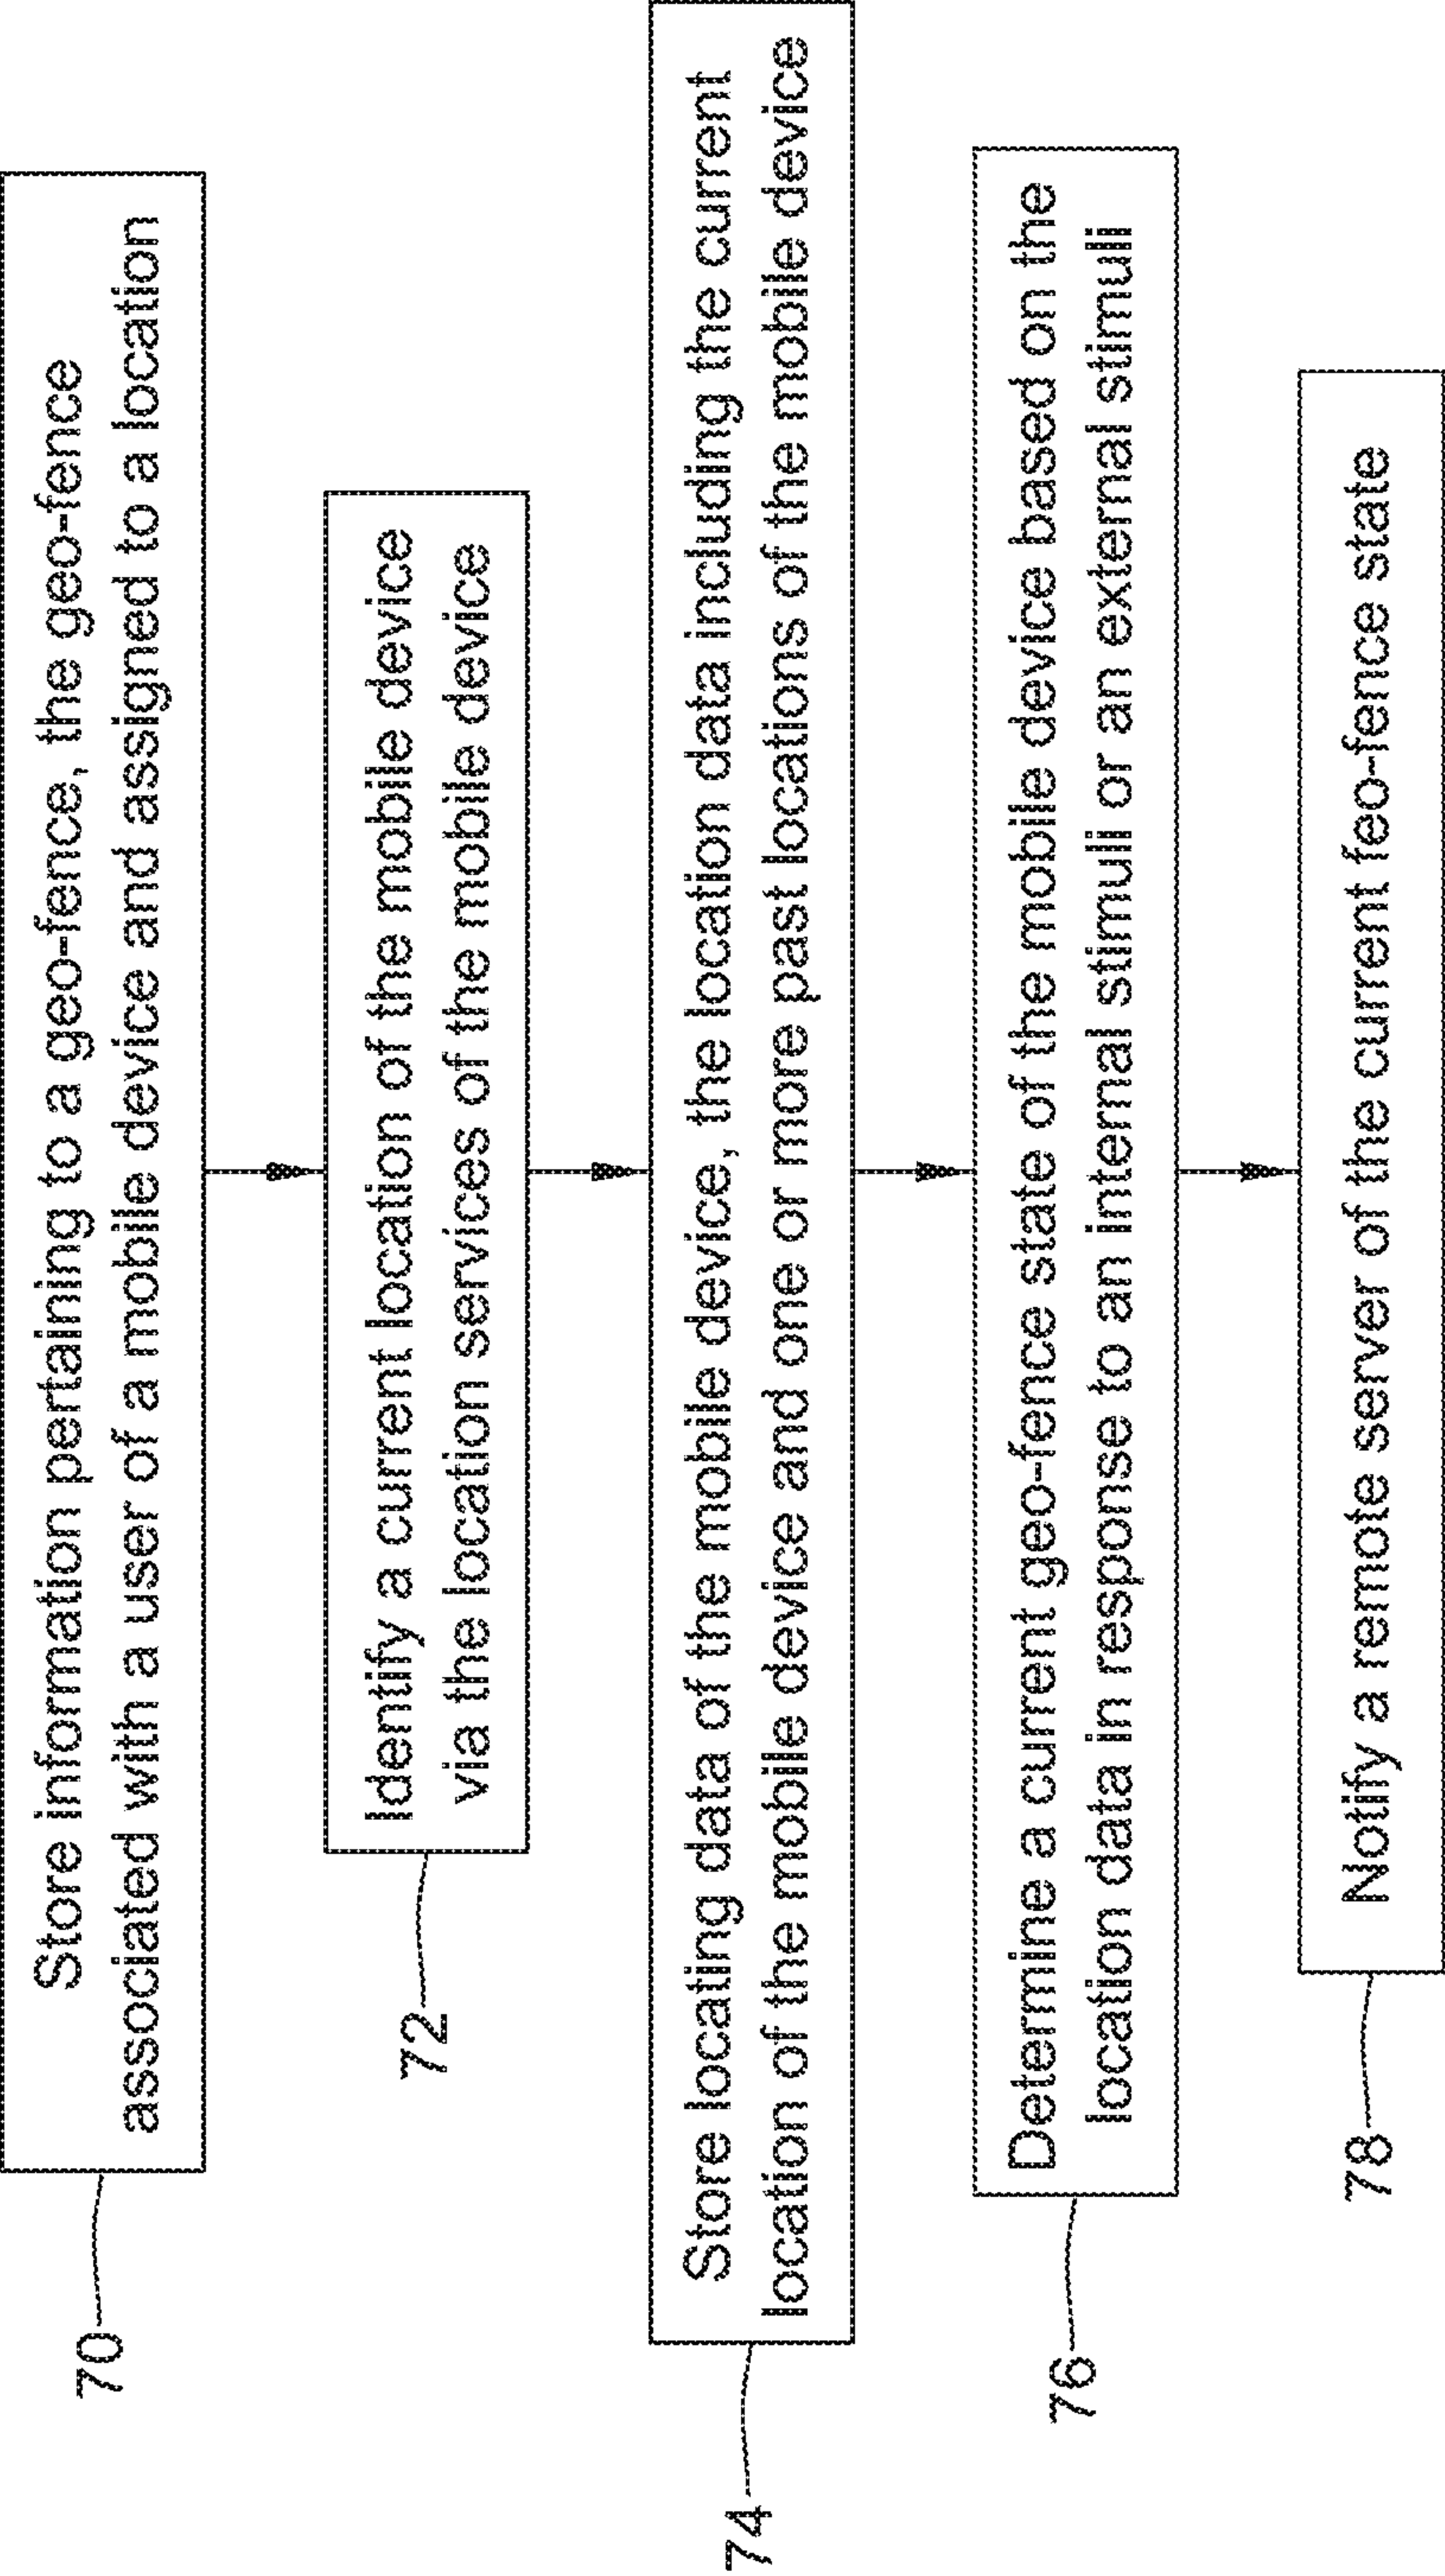 70
Store information pertaining to a geo-fence, the geo-fence
associated with a user of a mobile device and assigned to a location
72
Identify a current location of the mobile device
via the location services of the mobile device
74
Store locating data of the mobile device, the location data including the current
location of the mobile device and one or more past locations of the mobile device
76
Determine a current geo-fence state of the mobile device based on the
location data in response to an internal stimuli or an external stimuli
78
Notify a remote server of the current feo-fence state